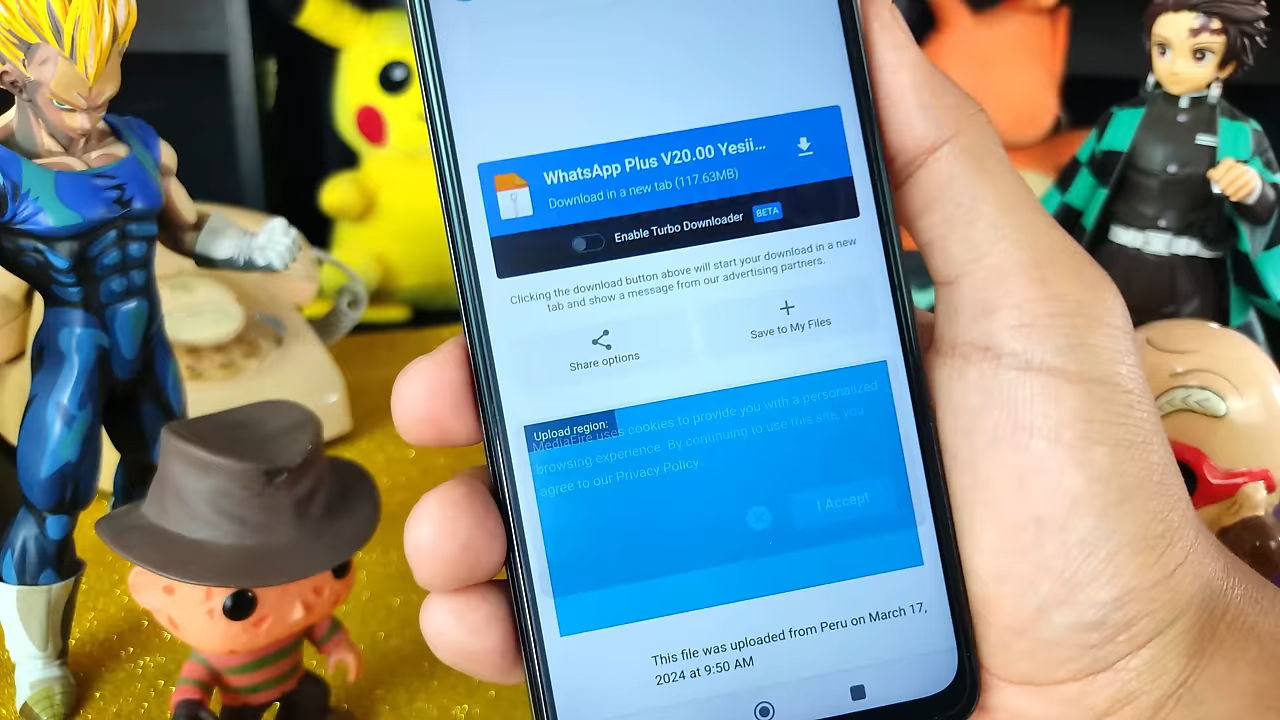 WhatsApp Plus V20.00 Yesii...
Download in a new tab (117.63MB)
Enable Turbo Downloader BETA
Clicking the download button above will start your download in a new
tab and show a message from our advertising partners.
Share options
Save to My Files
Upload region:
MediaFire uses cookies to provide you with a personalized
browsing experience. By continuing to use this site, you
agree to our Privacy Policy.
I Accept
This file was uploaded from Peru on March 17,
2024 at 9:50 AM